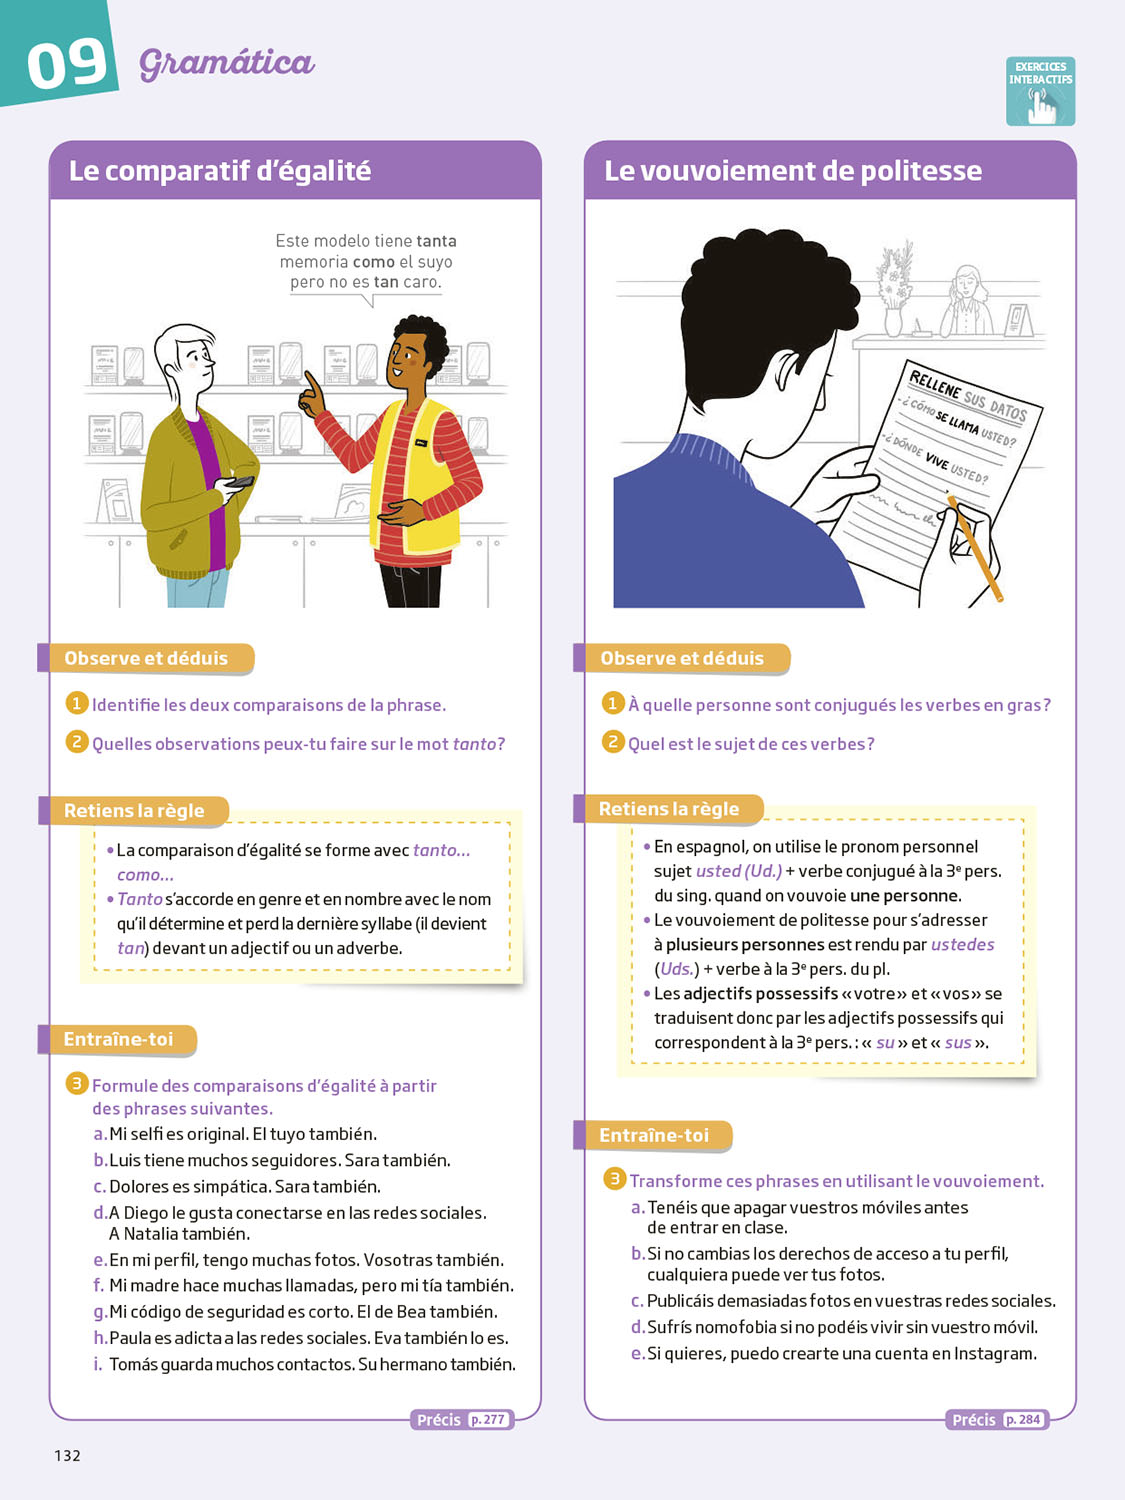 09
Gramática
EXERCICES
INTERACTIFS
Le comparatif d'égalité
Este modelo tiene tanta
memoria como el suyo
pero no es tan caro.
Observe et déduis
1 Identifie les deux comparaisons de la phrase.
2 Quelles observations peux-tu faire sur le mot tanto ?
Retiens la règle
• La comparaison d'égalité se forme avec tanto...
como...
• Tanto s'accorde en genre et en nombre avec le nom
qu'il détermine et perd la dernière syllabe (il devient
tan) devant un adjectif ou un adverbe.
Entraîne-toi
3 Formule des comparaisons d'égalité à partir
des phrases suivantes.
a. Mi selfi es original. El tuyo también.
b. Luis tiene muchos seguidores. Sara también.
c. Dolores es simpática. Sara también.
d. A Diego le gusta conectarse en las redes sociales.
A Natalia también.
e. En mi perfil, tengo muchas fotos. Vosotras también.
f. Mi madre hace muchas llamadas, pero mi tía también.
g. Mi código de seguridad es corto. El de Bea también.
h. Paula es adicta a las redes sociales. Eva también lo es.
i. Tomás guarda muchos contactos. Su hermano también.
Précis p. 277
Le vouvoiement de politesse
RELLENE SUS DATOS
- ¿CÓMO SE LLAMA USTED?
- ¿DÓNDE VIVE USTED?
Observe et déduis
1 À quelle personne sont conjugués les verbes en gras ?
2 Quel est le sujet de ces verbes ?
Retiens la règle
• En espagnol, on utilise le pronom personnel
sujet usted (Ud.) + verbe conjugué à la 3e pers.
du sing. quand on vouvoie une personne.
• Le vouvoiement de politesse pour s'adresser
à plusieurs personnes est rendu par ustedes
(Uds.) + verbe à la 3e pers. du pl.
• Les adjectifs possessifs « votre » et « vos » se
traduisent donc par les adjectifs possessifs qui
correspondent à la 3e pers. : « su » et « sus ».
Entraîne-toi
3 Transforme ces phrases en utilisant le vouvoiement.
a. Tenéis que apagar vuestros móviles antes
de entrar en clase.
b. Si no cambias los derechos de acceso a tu perfil,
cualquiera puede ver tus fotos.
c. Publicáis demasiadas fotos en vuestras redes sociales.
d. Sufrís nomofobia si no podéis vivir sin vuestro móvil.
e. Si quieres, puedo crearte una cuenta en Instagram.
Précis p. 284
132